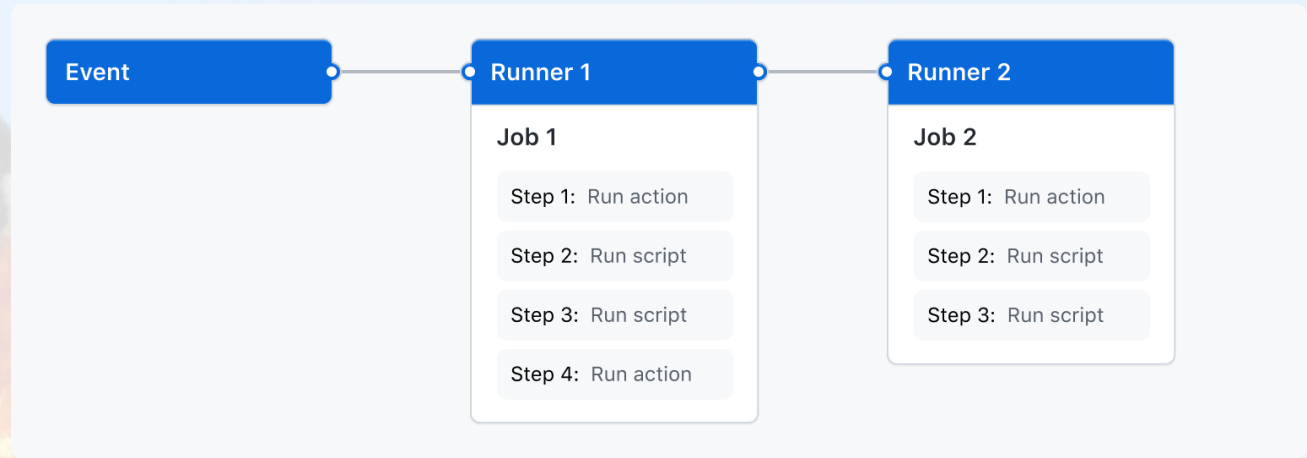 Event
Runner 1
Runner 2
Job 1
Step 1: Run action
Step 2: Run script
Step 3: Run script
Step 4: Run action
Job 2
Step 1: Run action
Step 2: Run script
Step 3: Run script